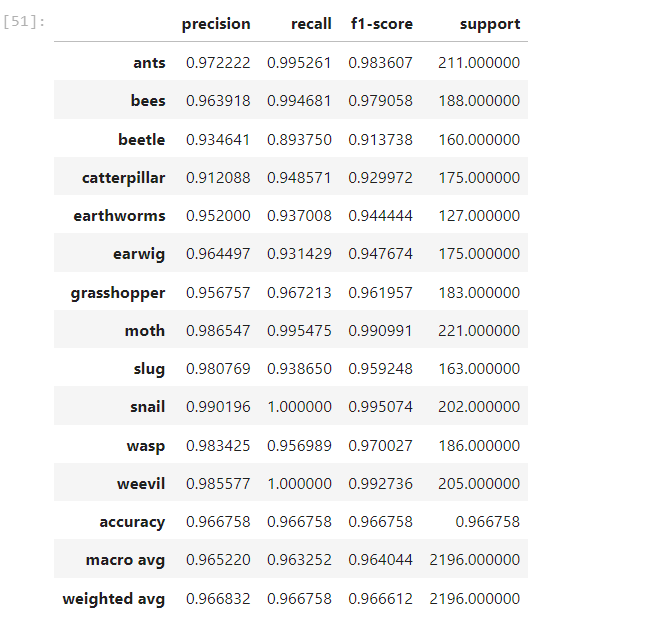 [51]:
precision recall f1-score support
ants 0.972222 0.995261 0.983607 211.000000
bees 0.963918 0.994681 0.979058 188.000000
beetle 0.934641 0.893750 0.913738 160.000000
catterpillar 0.912088 0.948571 0.929972 175.000000
earthworms 0.952000 0.937008 0.944444 127.000000
earwig 0.964497 0.931429 0.947674 175.000000
grasshopper 0.956757 0.967213 0.961957 183.000000
moth 0.986547 0.995475 0.990991 221.000000
slug 0.980769 0.938650 0.959248 163.000000
snail 0.990196 1.000000 0.995074 202.000000
wasp 0.983425 0.956989 0.970027 186.000000
weevil 0.985577 1.000000 0.992736 205.000000
accuracy 0.966758 0.966758 0.966758 0.966758
macro avg 0.965220 0.963252 0.964044 2196.000000
weighted avg 0.966832 0.966758 0.966612 2196.000000